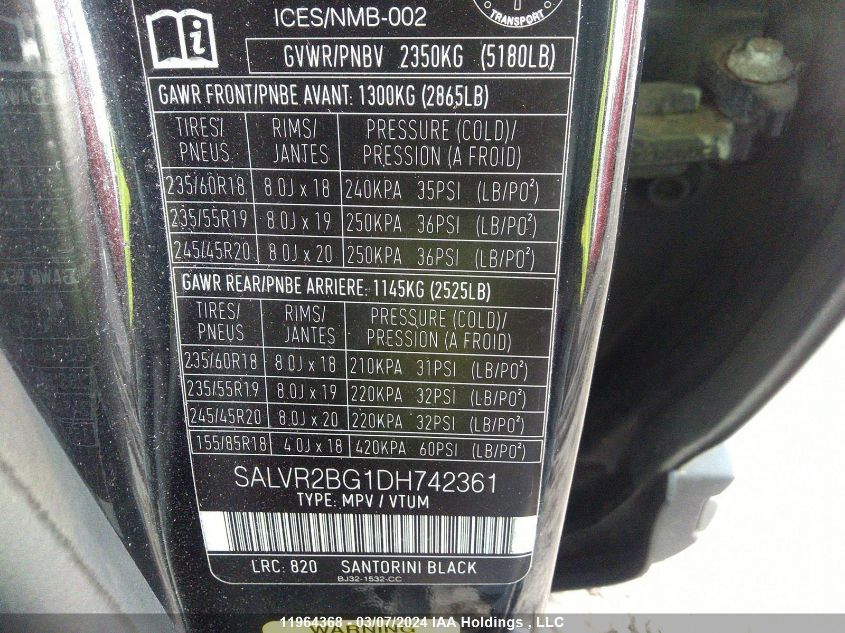 ICES/NMB-002
TRANSPORT
GVWR/PNBV 2350KG (5180LB)
GAWR FRONT/PNBE AVANT: 1300KG (2865LB)
TIRES/ PNEUS RIMS/ JANTES PRESSURE (COLD)/ PRESSION (A FROID)
235/60R18 8.0J x 18 240KPA 35PSI (LB/PO²)
235/55R19 8.0J x 19 250KPA 36PSI (LB/PO²)
245/45R20 8.0J x 20 250KPA 36PSI (LB/PO²)
GAWR REAR/PNBE ARRIERE: 1145KG (2525LB)
TIRES/ PNEUS RIMS/ JANTES PRESSURE (COLD)/ PRESSION (A FROID)
235/60R18 8.0J x 18 210KPA 31PSI (LB/PO²)
235/55R19 8.0J x 19 220KPA 32PSI (LB/PO²)
245/45R20 8.0J x 20 220KPA 32PSI (LB/PO²)
155/85R18 4.0J x 18 420KPA 60PSI (LB/PO²)
SALVR2BG1DH742361
TYPE: MPV / VTUM
LRC: 820 SANTORINI BLACK
BJ32-1532-CC
11964368 - 03/07/2024 IAA Holdings , LLC
WARNING